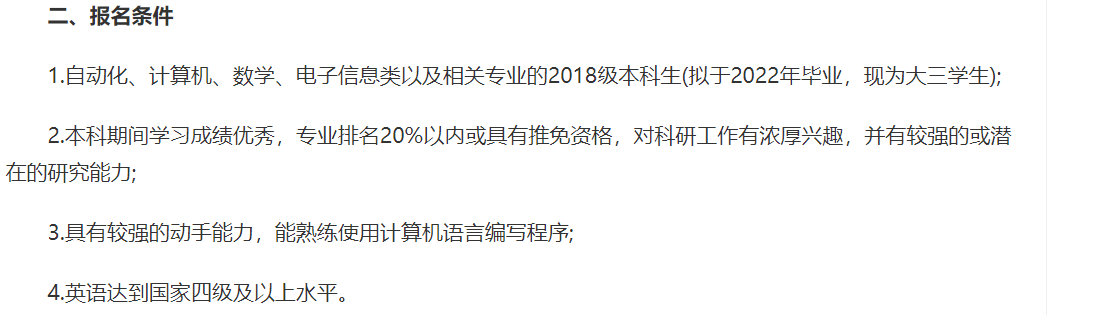 二、报名条件
1.自动化、计算机、数学、电子信息类以及相关专业的2018级本科生(拟于2022年毕业，现为大三学生);
2.本科期间学习成绩优秀，专业排名20%以内或具有推免资格，对科研工作有浓厚兴趣，并有较强的或潜
在的研究能力;
3.具有较强的动手能力，能熟练使用计算机语言编写程序;
4.英语达到国家四级及以上水平。